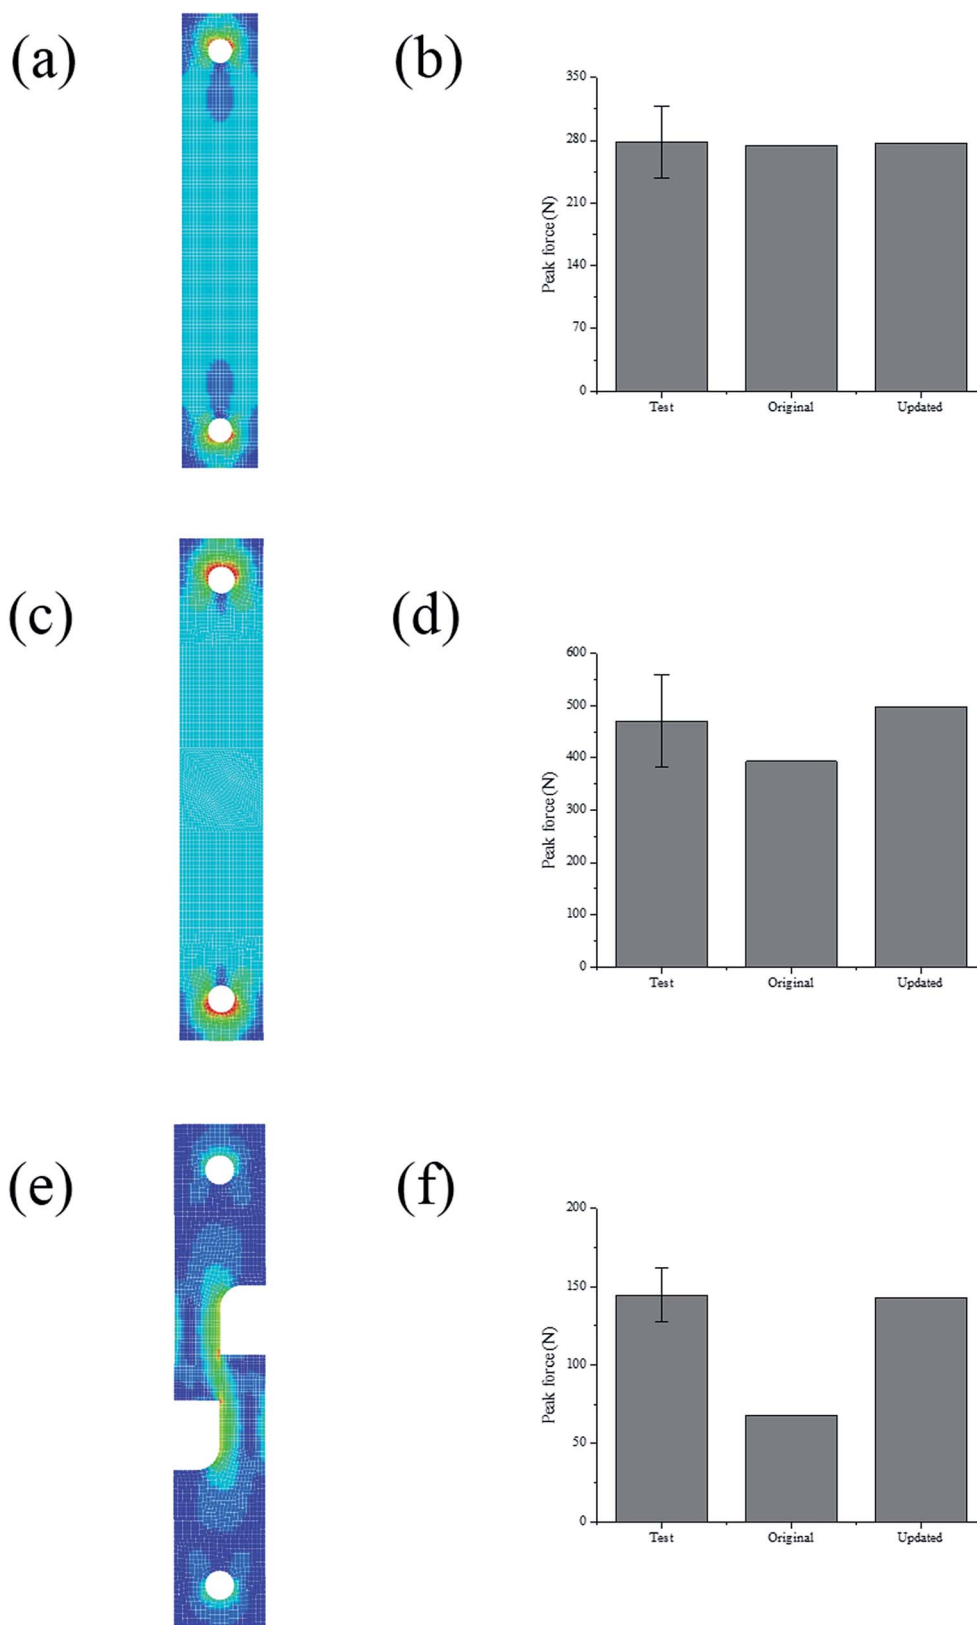 (a)
(b)
350
280
210
140
70
0
Peak force (N)
Test
Original
Updated
(c)
(d)
600
500
400
300
200
100
0
Peak force (N)
Test
Original
Updated
(e)
(f)
200
150
100
50
0
Peak force (N)
Test
Original
Updated